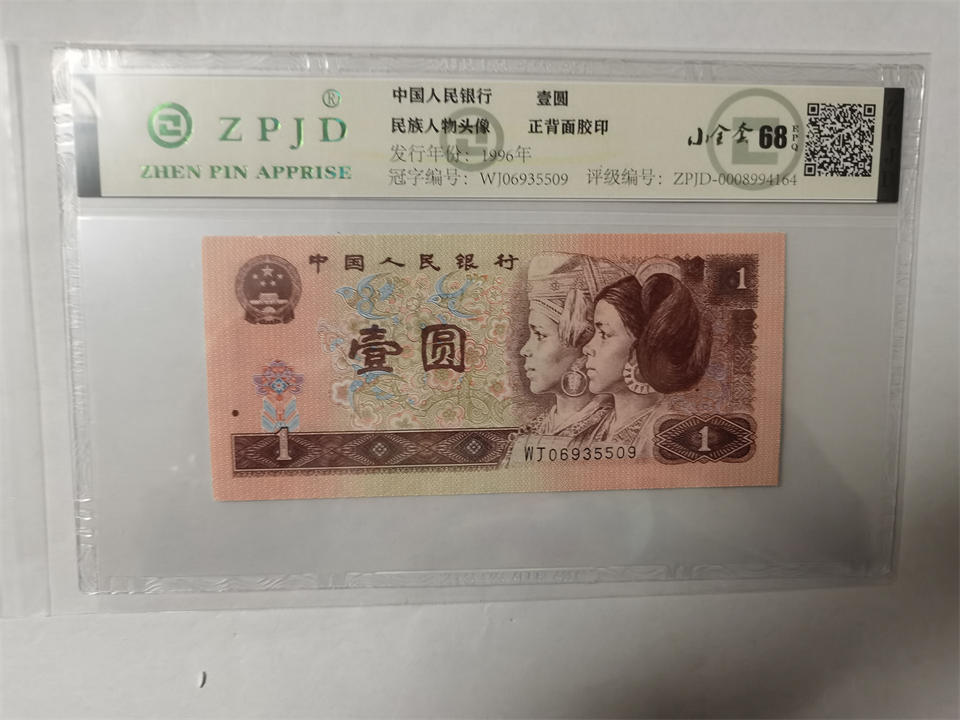 ZPJD®
ZHEN PIN APPRISE
中国人民银行 壹圆
民族人物头像 正背面胶印
发行年份：1996年
冠字编号：WJ06935509 评级编号：ZPJD-0008994164
小全套 68 EPQ
中国人民银行
1
壹圆
1
WJ06935509
1